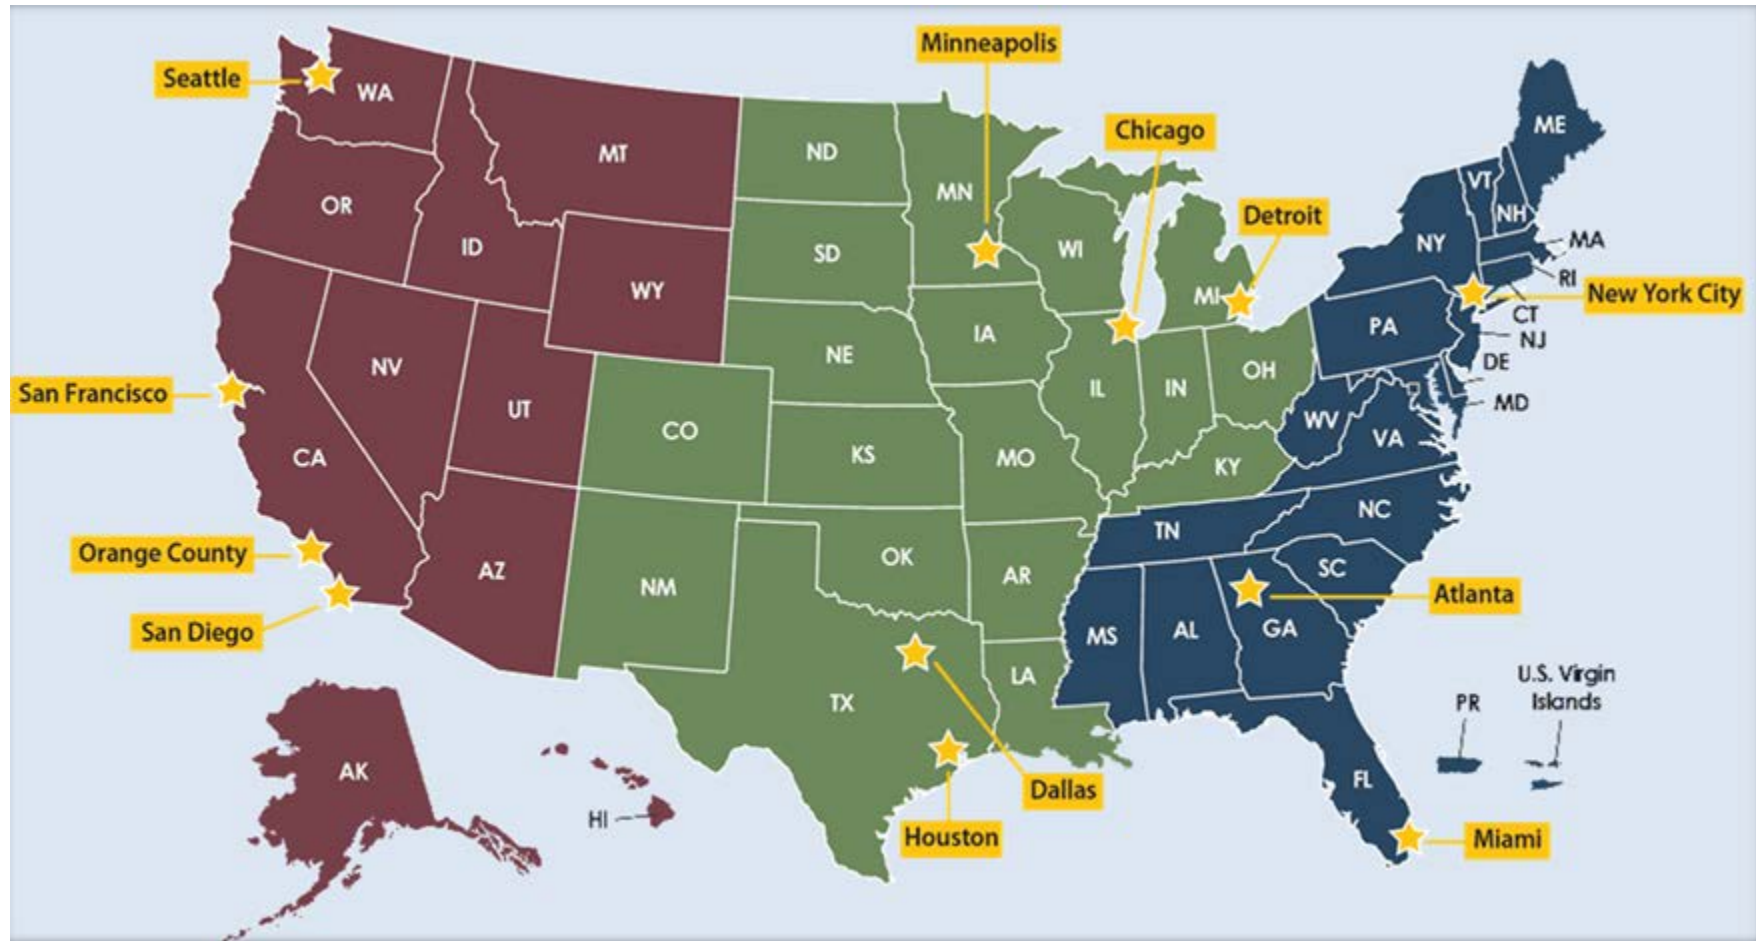 Minneapolis
Seattle
WA
Chicago
ME
MT
ND
VT
MN
OR
Detroit
NH
ID
SD
WI
NY
MA
RI
WY
MI
New York City
CT
PA
IA
NJ
NE
DE
NV
OH
IL
IN
San Francisco
UT
MD
WV
CO
VA
KS
CA
MO
KY
NC
TN
Orange County
OK
SC
AZ
AR
NM
Atlanta
San Diego
GA
AL
MS
LA
U.S. Virgin
Islands
PR
TX
AK
FL
Dallas
HI
Houston
Miami